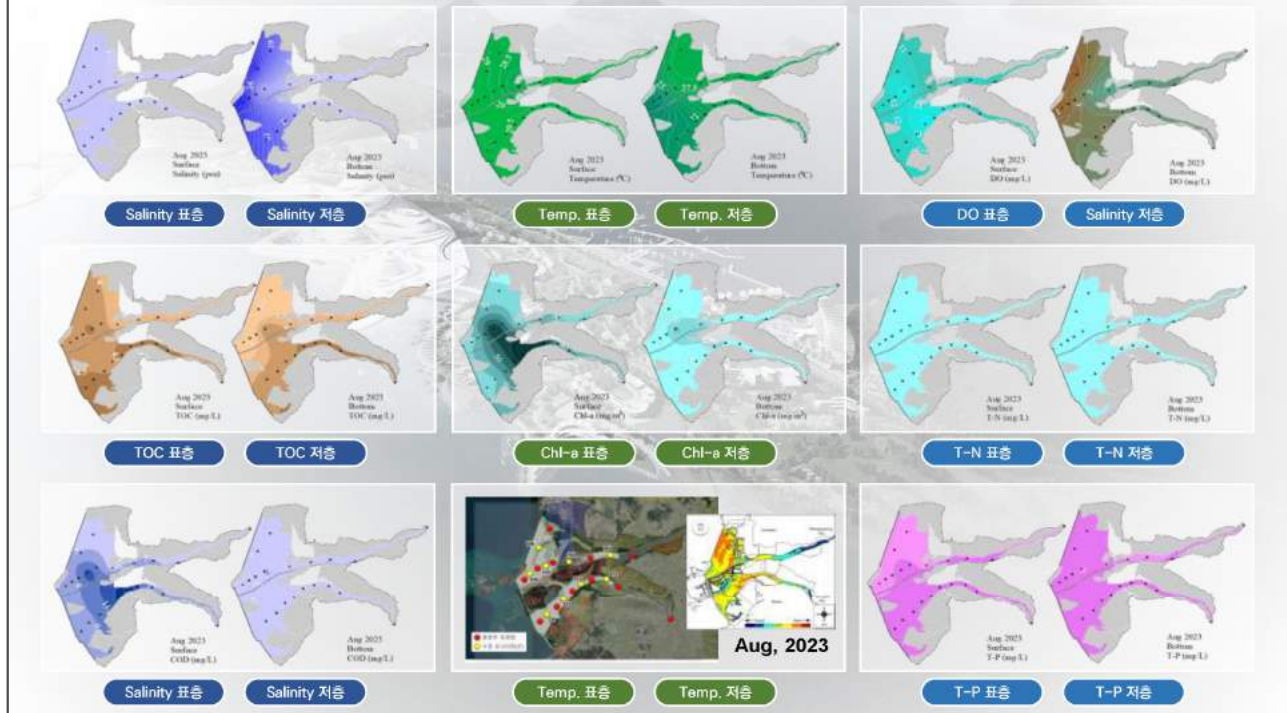 Aug 2023
Surface
Salinity (psu)
Aug 2023
Bottom
Salinity (psu)
Aug 2023
Surface
Temperature (⁰C)
Aug 2023
Bottom
Temperature (⁰C)
Aug 2023
Surface
DO (mg/L)
Aug 2023
Bottom
DO (mg/L)
Salinity 표층
Salinity 저층
Temp. 표층
Temp. 저층
DO 표층
Salinity 저층
Aug 2023
Surface
TOC (mg/L)
Aug 2023
Bottom
TOC (mg/L)
Aug 2023
Surface
Chl-a (mg/m³)
Aug 2023
Bottom
Chl-a (mg/m³)
Aug 2023
Surface
T-N (mg/L)
Aug 2023
Bottom
T-N (mg/L)
TOC 표층
TOC 저층
Chl-a 표층
Chl-a 저층
T-N 표층
T-N 저층
Aug 2023
Surface
COD (mg/L)
Aug 2023
Bottom
COD (mg/L)
Aug, 2023
Aug 2023
Surface
T-P (mg/L)
Aug 2023
Bottom
T-P (mg/L)
Salinity 표층
Salinity 저층
Temp. 표층
Temp. 저층
T-P 표층
T-P 저층